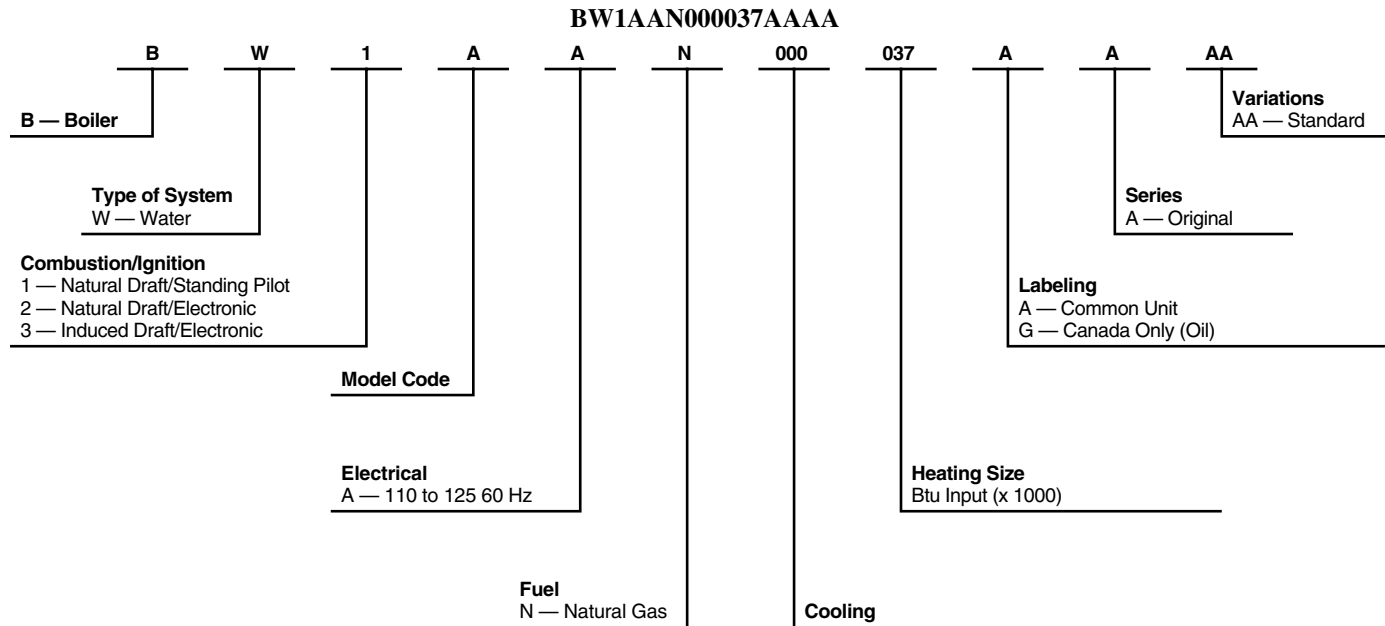 BW1AAN000037AAAA
B W 1 A A N 000 037 A A AA
B — Boiler
Variations
AA — Standard
Type of System
W — Water
Series
A — Original
Combustion/Ignition
1 — Natural Draft/Standing Pilot
2 — Natural Draft/Electronic
3 — Induced Draft/Electronic
Labeling
A — Common Unit
G — Canada Only (Oil)
Model Code
Electrical
A — 110 to 125 60 Hz
Heating Size
Btu Input (x 1000)
Fuel
N — Natural Gas
Cooling